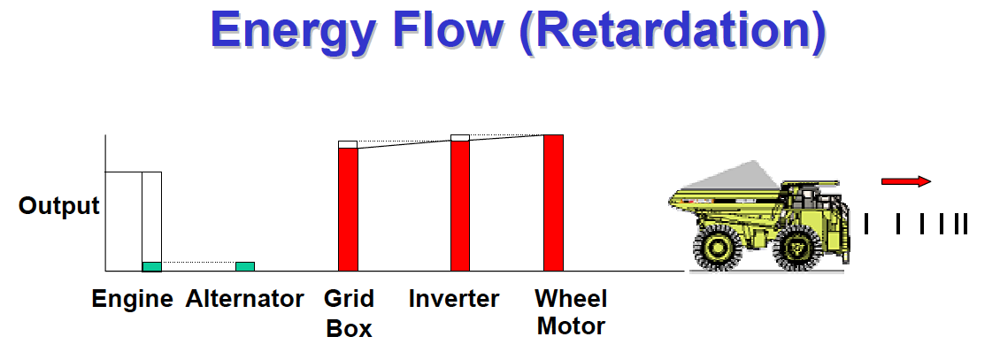 Energy Flow (Retardation)
Output
Engine Alternator Grid Box Inverter Wheel Motor